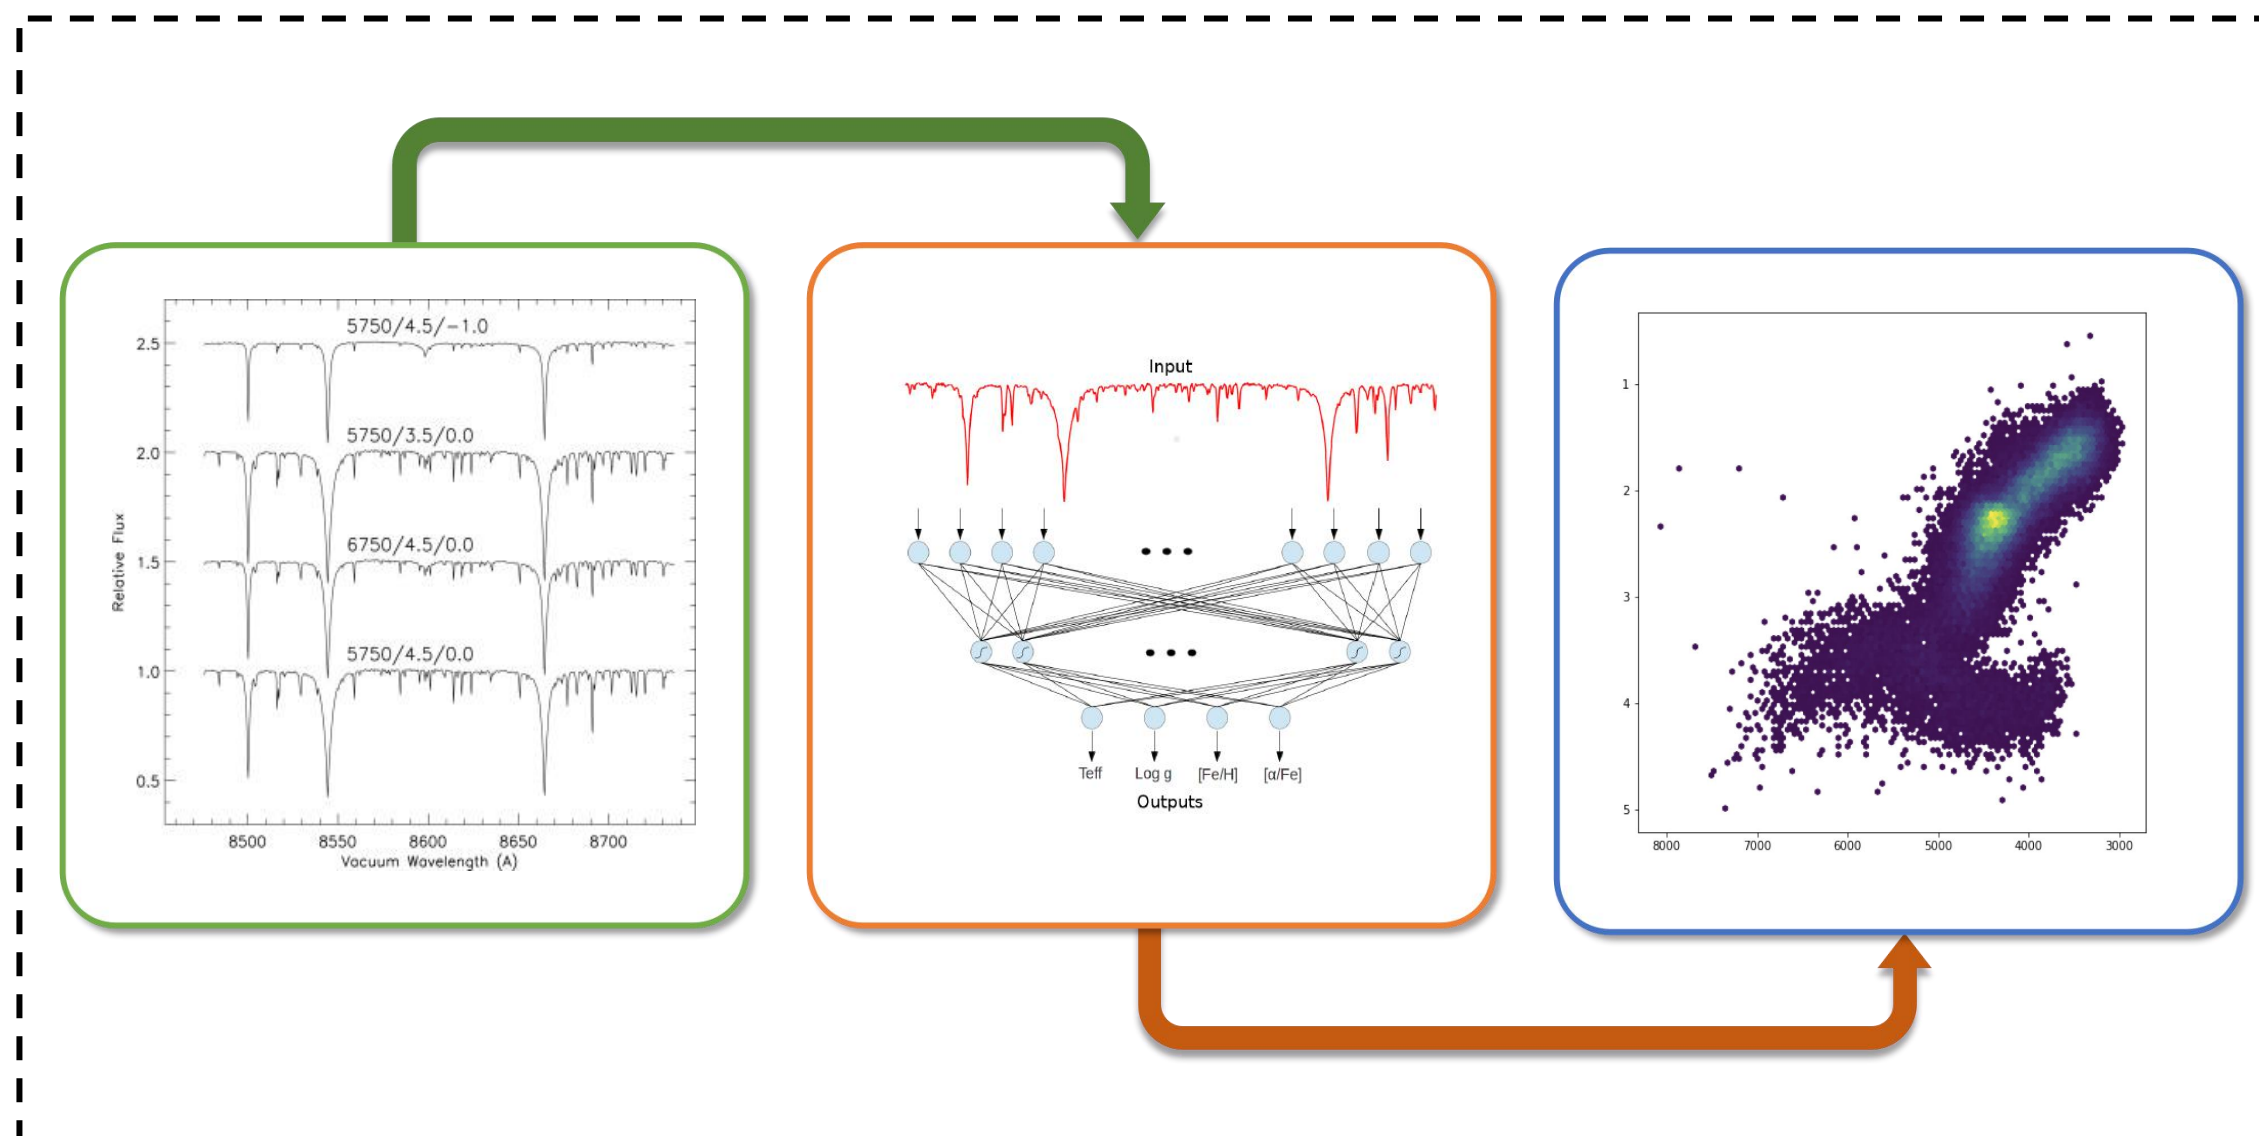 5750/4.5/-1.0
2.5
5750/3.5/0.0
2.0
6750/4.5/0.0
1.5
5750/4.5/0.0
1.0
0.5
Relative Flux
8500 8550 8600 8650 8700
Vacuum Wavelength (A)
Input
Teff Log g [Fe/H] [α/Fe]
Outputs
1
2
3
4
5
8000 7000 6000 5000 4000 3000